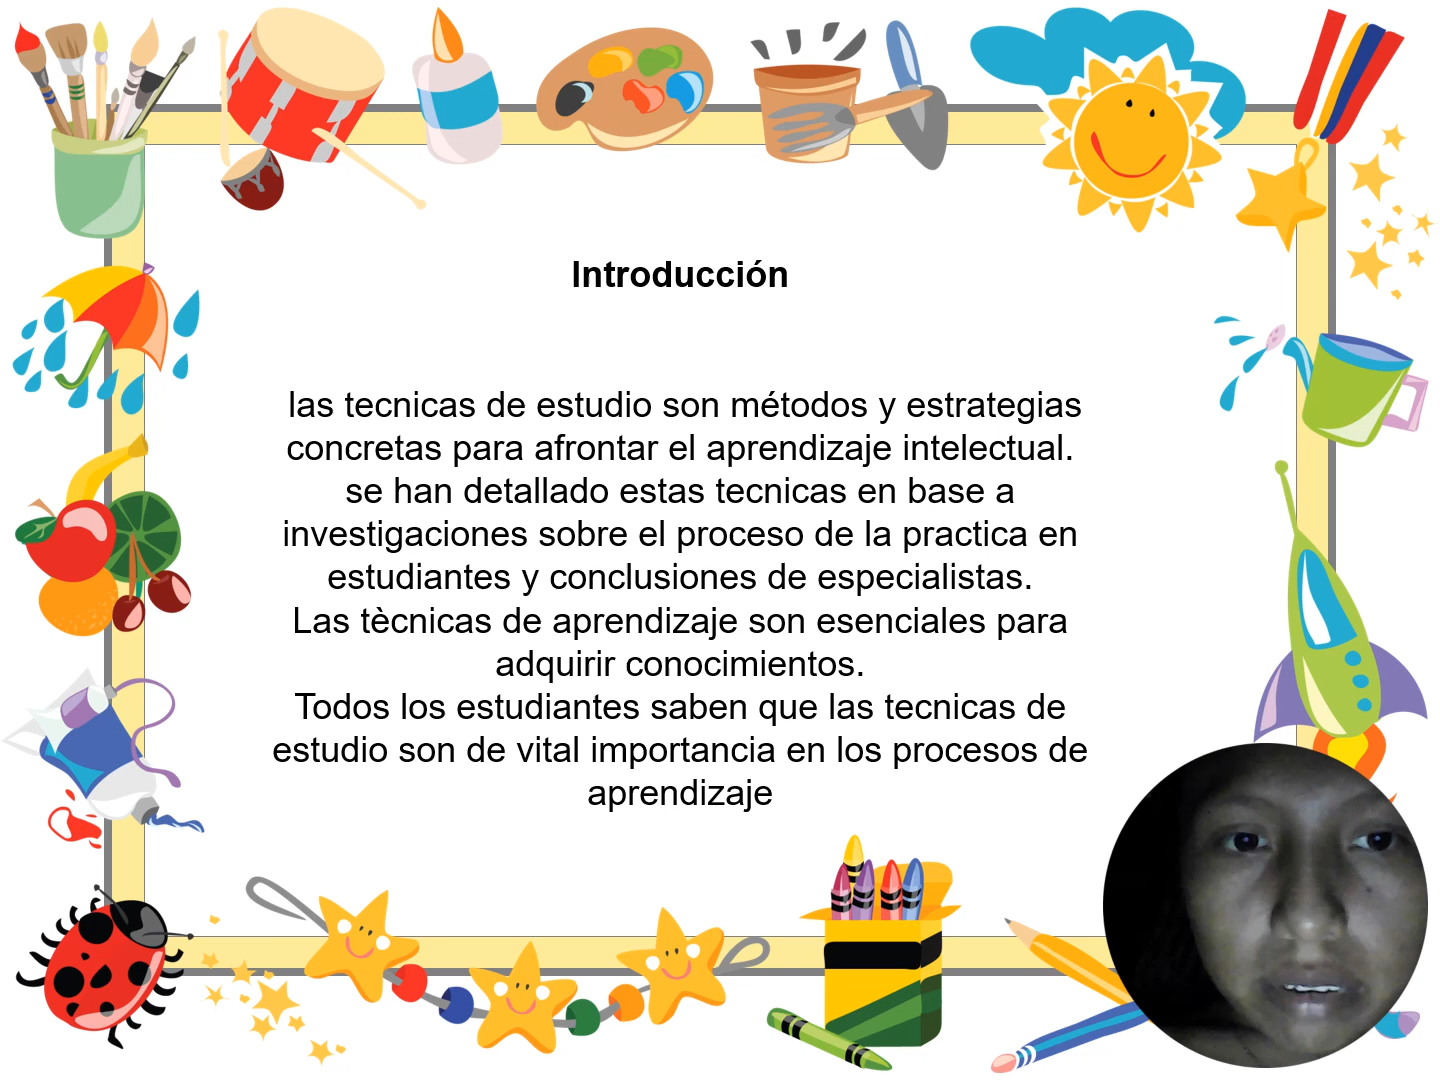 Introducción
las tecnicas de estudio son métodos y estrategias
concretas para afrontar el aprendizaje intelectual.
se han detallado estas tecnicas en base a
investigaciones sobre el proceso de la practica en
estudiantes y conclusiones de especialistas.
Las tècnicas de aprendizaje son esenciales para
adquirir conocimientos.
Todos los estudiantes saben que las tecnicas de
estudio son de vital importancia en los procesos de
aprendizaje